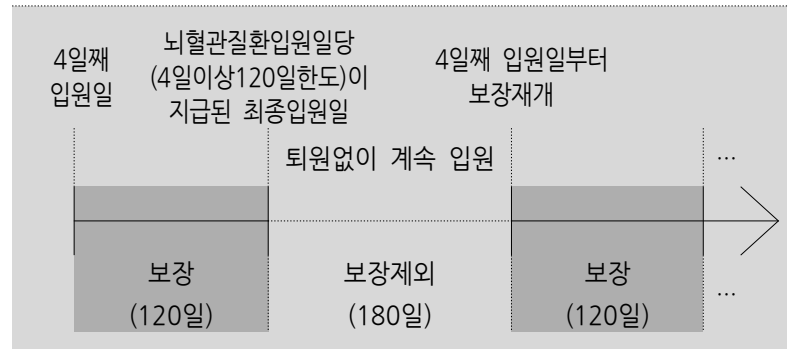 4일째
입원일
뇌혈관질환입원일당
(4일이상120일한도)이
지급된 최종입원일
4일째 입원일부터
보장재개
퇴원없이 계속 입원
…
보장
(120일)
보장제외
(180일)
보장
(120일)
…